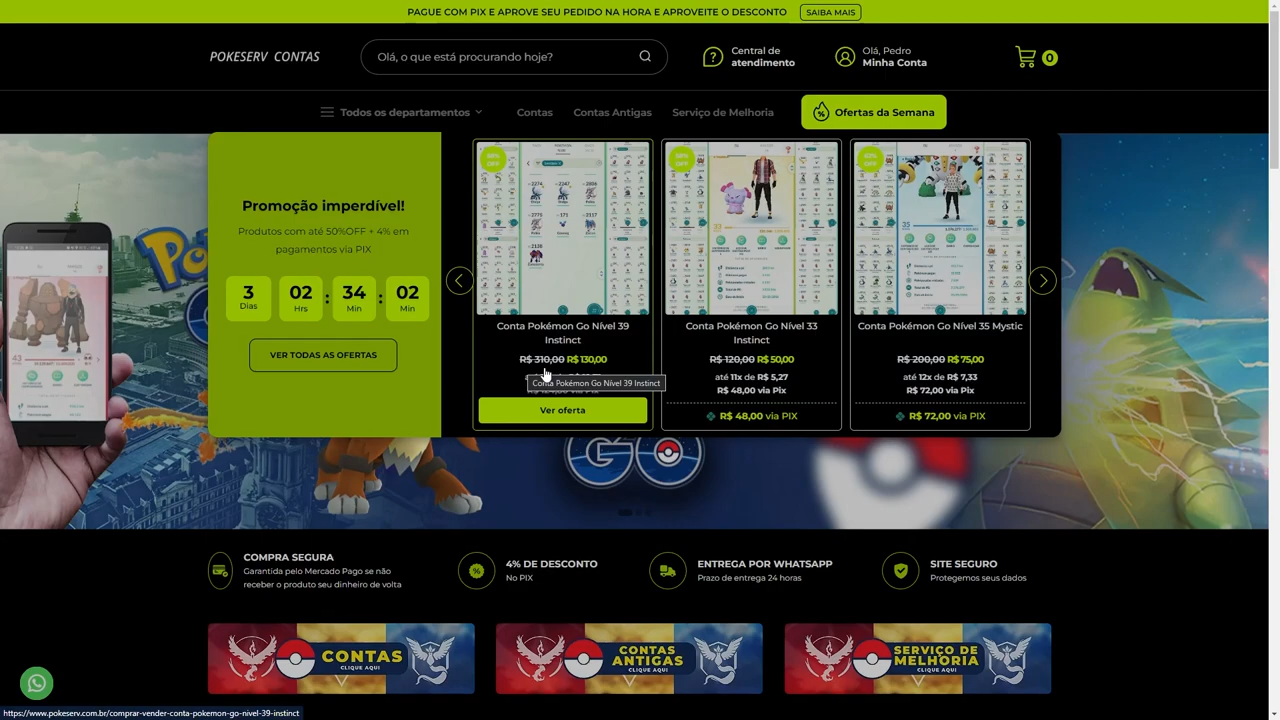 PAGUE COM PIX E APROVE SEU PEDIDO NA HORA E APROVEITE O DESCONTO
SAIBA MAIS
POKESERV CONTAS
Olá, o que está procurando hoje?
Central de
atendimento
Olá, Pedro
Minha Conta
0
Todos os departamentos
Contas
Contas Antigas
Serviço de Melhoria
Ofertas da Semana
Promoção imperdível!
Produtos com até 50%OFF + 4% em
pagamentos via PIX
3 : 02 : 34 : 02
Dias Hrs Min Min
VER TODAS AS OFERTAS
Conta Pokémon Go Nível 39
Instinct
R$ 310,00 R$ 130,00
Conta Pokémon Go Nível 39 Instinct
Ver oferta
Conta Pokémon Go Nível 33
Instinct
R$ 120,00 R$ 50,00
até 11x de R$ 5,27
R$ 48,00 via PIX
R$ 48,00 via PIX
Conta Pokémon Go Nível 35 Mystic
R$ 200,00 R$ 75,00
até 12x de R$ 7,33
R$ 72,00 via PIX
R$ 72,00 via PIX
GO
COMPRA SEGURA
Garantida pelo Mercado Pago se não
receber o produto seu dinheiro de volta
4% DE DESCONTO
No PIX
ENTREGA POR WHATSAPP
Prazo de entrega 24 horas
SITE SEGURO
Protegemos seus dados
CONTAS
CLIQUE AQUI
CONTAS
ANTIGAS
CLIQUE AQUI
SERVIÇO DE
MELHORIA
CLIQUE AQUI
https://www.pokeserv.com.br/comprar-vender-conta-pokemon-go-nivel-39-instinct